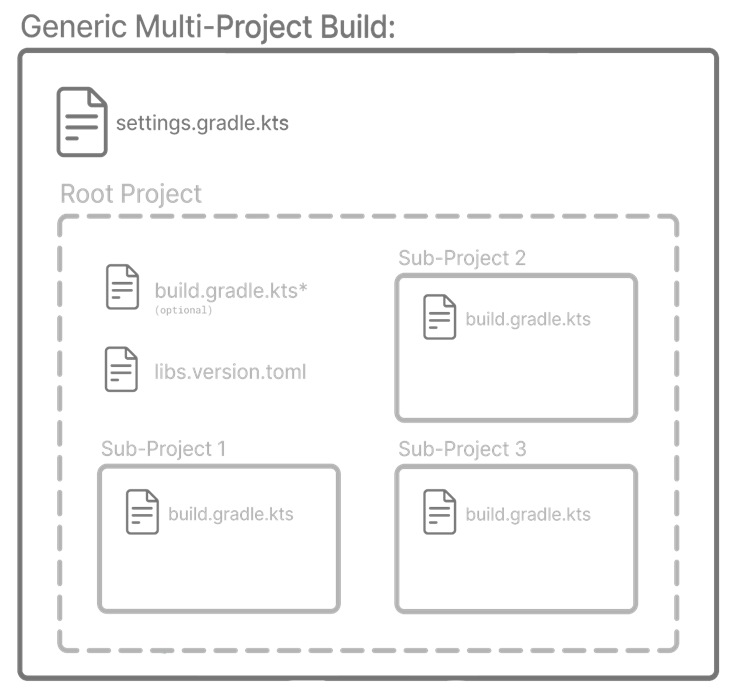 Generic Multi-Project Build:
settings.gradle.kts
Root Project
build.gradle.kts*
(optional)
libs.version.toml
Sub-Project 2
build.gradle.kts
Sub-Project 1
build.gradle.kts
Sub-Project 3
build.gradle.kts